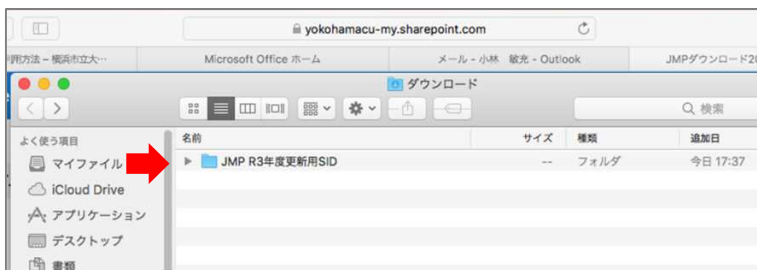 yokohamacu-my.sharepoint.com
用方法 – 横浜市立大…
Microsoft Office ホーム
メール - 小林 敏充 - Outlook
JMPダウンロード20
ダウンロード
検索
よく使う項目
名前
サイズ
種類
追加日
マイファイル
JMP R3年度更新用SID
--
フォルダ
今日 17:37
iCloud Drive
アプリケーション
デスクトップ
書類